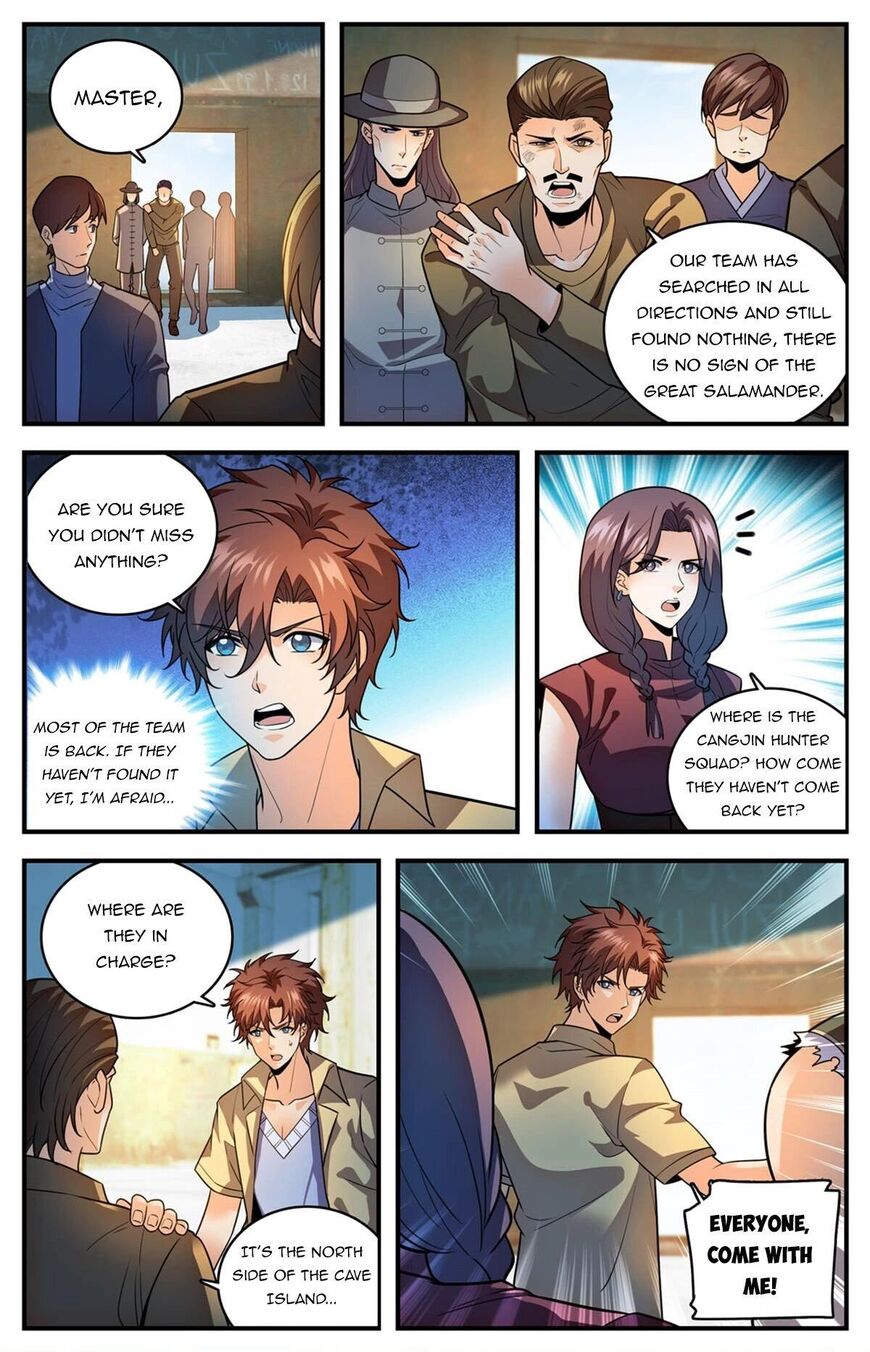 MASTER,
OUR TEAM HAS
SEARCHED IN ALL
DIRECTIONS AND STILL
FOUND NOTHING, THERE
IS NO SIGN OF THE
GREAT SALAMANDER.
ARE YOU SURE
YOU DIDN'T MISS
ANYTHING?
MOST OF THE TEAM
IS BACK. IF THEY
HAVEN'T FOUND IT
YET, I'M AFRAID...
WHERE IS THE
CANGJIN HUNTER
SQUAD? HOW COME
THEY HAVEN'T COME
BACK YET?
WHERE ARE
THEY IN
CHARGE?
IT'S THE NORTH
SIDE OF THE CAVE
ISLAND...
EVERYONE,
COME WITH
ME!